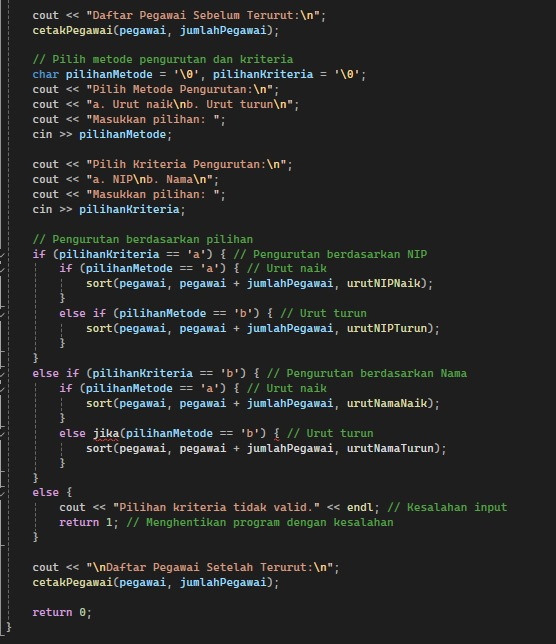 cout << "Daftar Pegawai Sebelum Terurut:\n";
cetakPegawai(pegawai, jumlahPegawai);
// Pilih metode pengurutan dan kriteria
char pilihanMetode = '\0', pilihanKriteria = '\0';
cout << "Pilih Metode Pengurutan:\n";
cout << "a. Urut naik\nb. Urut turun\n";
cout << "Masukkan pilihan: ";
cin >> pilihanMetode;
cout << "Pilih Kriteria Pengurutan:\n";
cout << "a. NIP\nb. Nama\n";
cout << "Masukkan pilihan: ";
cin >> pilihanKriteria;
// Pengurutan berdasarkan pilihan
if (pilihanKriteria == 'a') { // Pengurutan berdasarkan NIP
if (pilihanMetode == 'a') { // Urut naik
sort(pegawai, pegawai + jumlahPegawai, urutNIPNaik);
}
else if (pilihanMetode == 'b') { // Urut turun
sort(pegawai, pegawai + jumlahPegawai, urutNIPTurun);
}
}
else if (pilihanKriteria == 'b') { // Pengurutan berdasarkan Nama
if (pilihanMetode == 'a') { // Urut naik
sort(pegawai, pegawai + jumlahPegawai, urutNamaNaik);
}
else jika(pilihanMetode == 'b') { // Urut turun
sort(pegawai, pegawai + jumlahPegawai, urutNamaTurun);
}
}
else {
cout << "Pilihan kriteria tidak valid." << endl; // Kesalahan input
return 1; // Menghentikan program dengan kesalahan
}
cout << "\nDaftar Pegawai Setelah Terurut:\n";
cetakPegawai(pegawai, jumlahPegawai);
return 0;
}